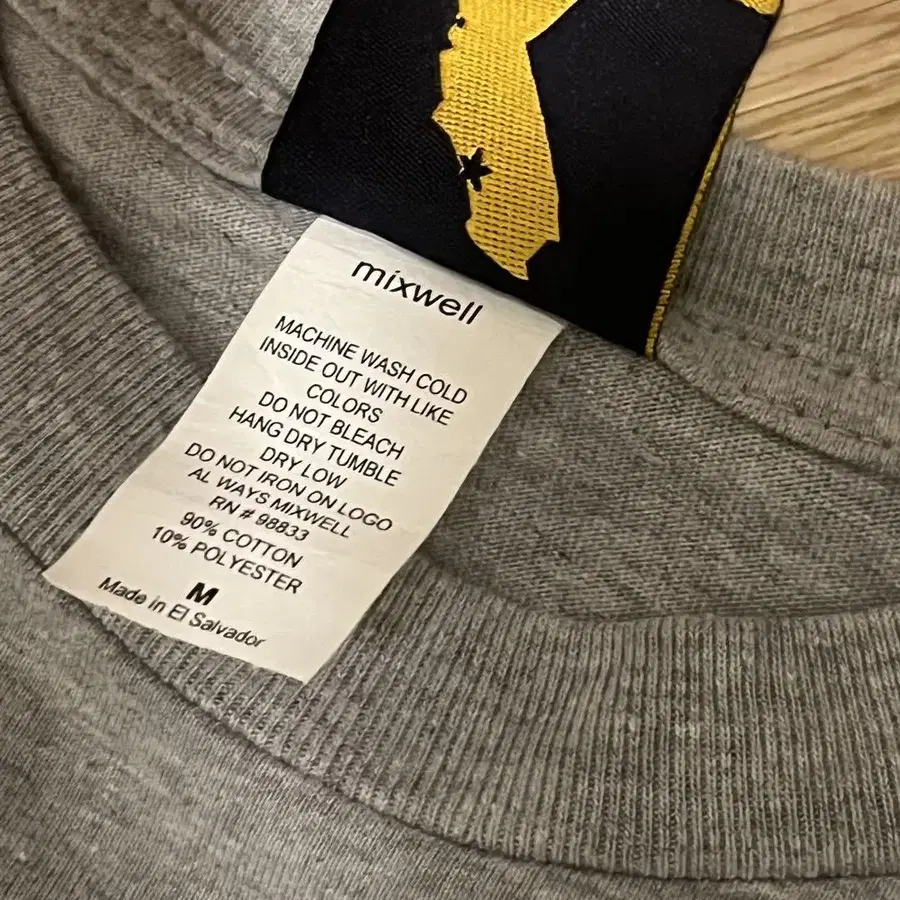 mixwell
MACHINE WASH COLD
INSIDE OUT WITH LIKE
COLORS
DO NOT BLEACH
HANG DRY TUMBLE
DRY LOW
DO NOT IRON ON LOGO
AL WAYS MIXWELL
RN # 98833
90% COTTON
10% POLYESTER
M
Made in El Salvador